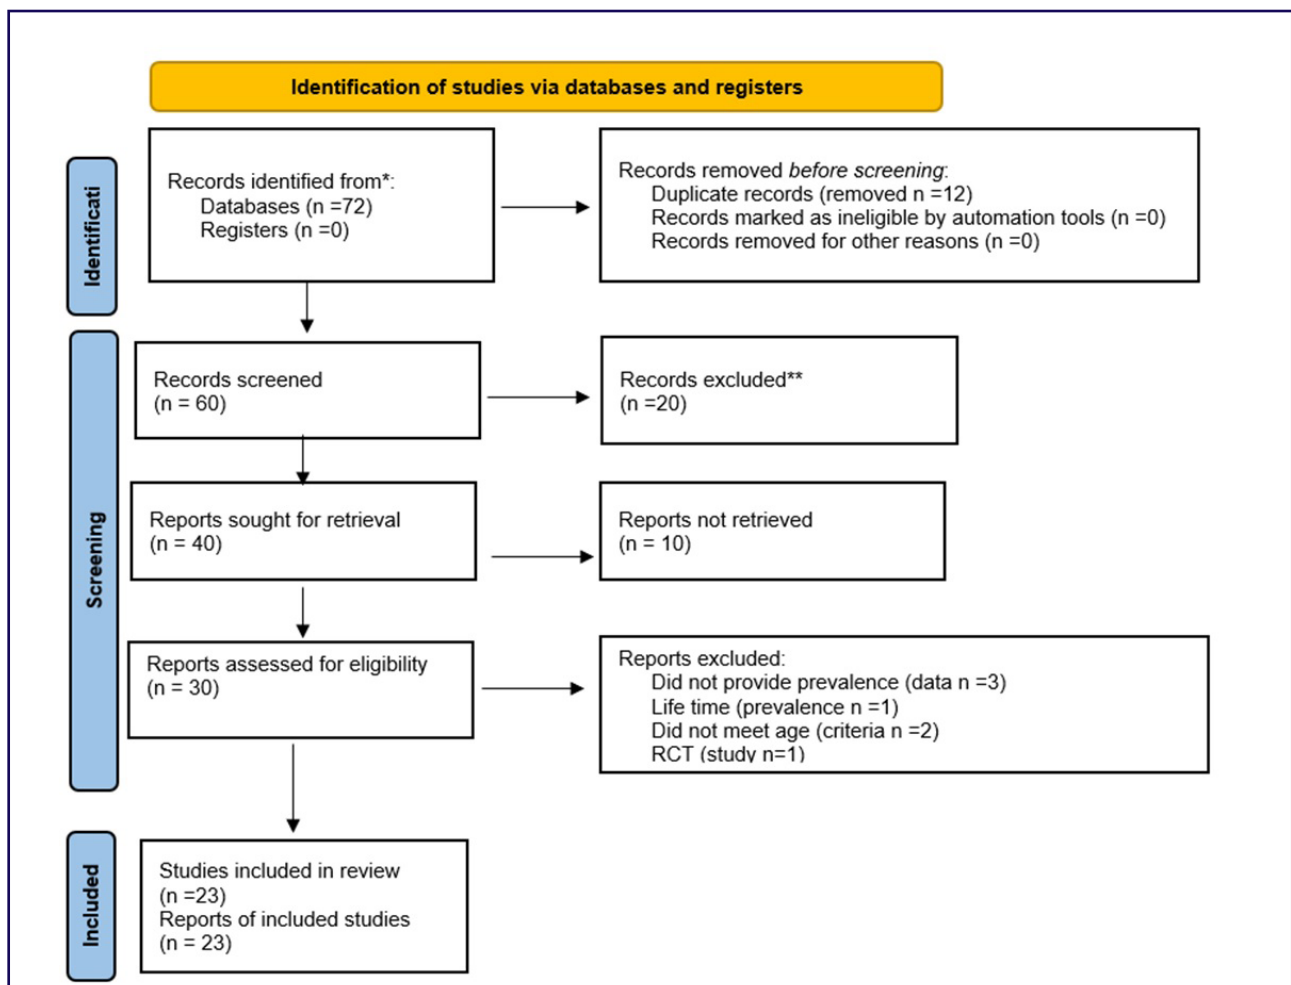 Identification of studies via databases and registers
Identificati
Records identified from*:
Databases (n =72)
Registers (n =0)
Records removed before screening:
Duplicate records (removed n =12)
Records marked as ineligible by automation tools (n =0)
Records removed for other reasons (n =0)
Screening
Records screened
(n = 60)
Records excluded**
(n =20)
Reports sought for retrieval
(n = 40)
Reports not retrieved
(n = 10)
Reports assessed for eligibility
(n = 30)
Reports excluded:
Did not provide prevalence (data n =3)
Life time (prevalence n =1)
Did not meet age (criteria n =2)
RCT (study n=1)
Included
Studies included in review
(n =23)
Reports of included studies
(n = 23)